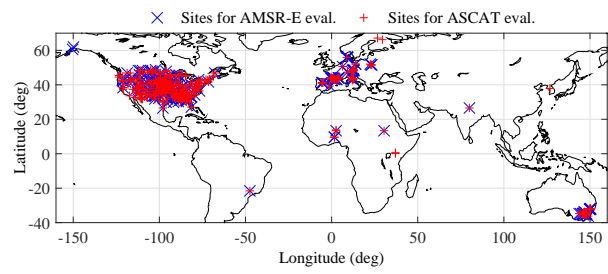 Sites for AMSR-E eval. Sites for ASCAT eval.
Latitude (deg)
60
40
20
0
-20
-40
-150 -100 -50 0 50 100 150
Longitude (deg)